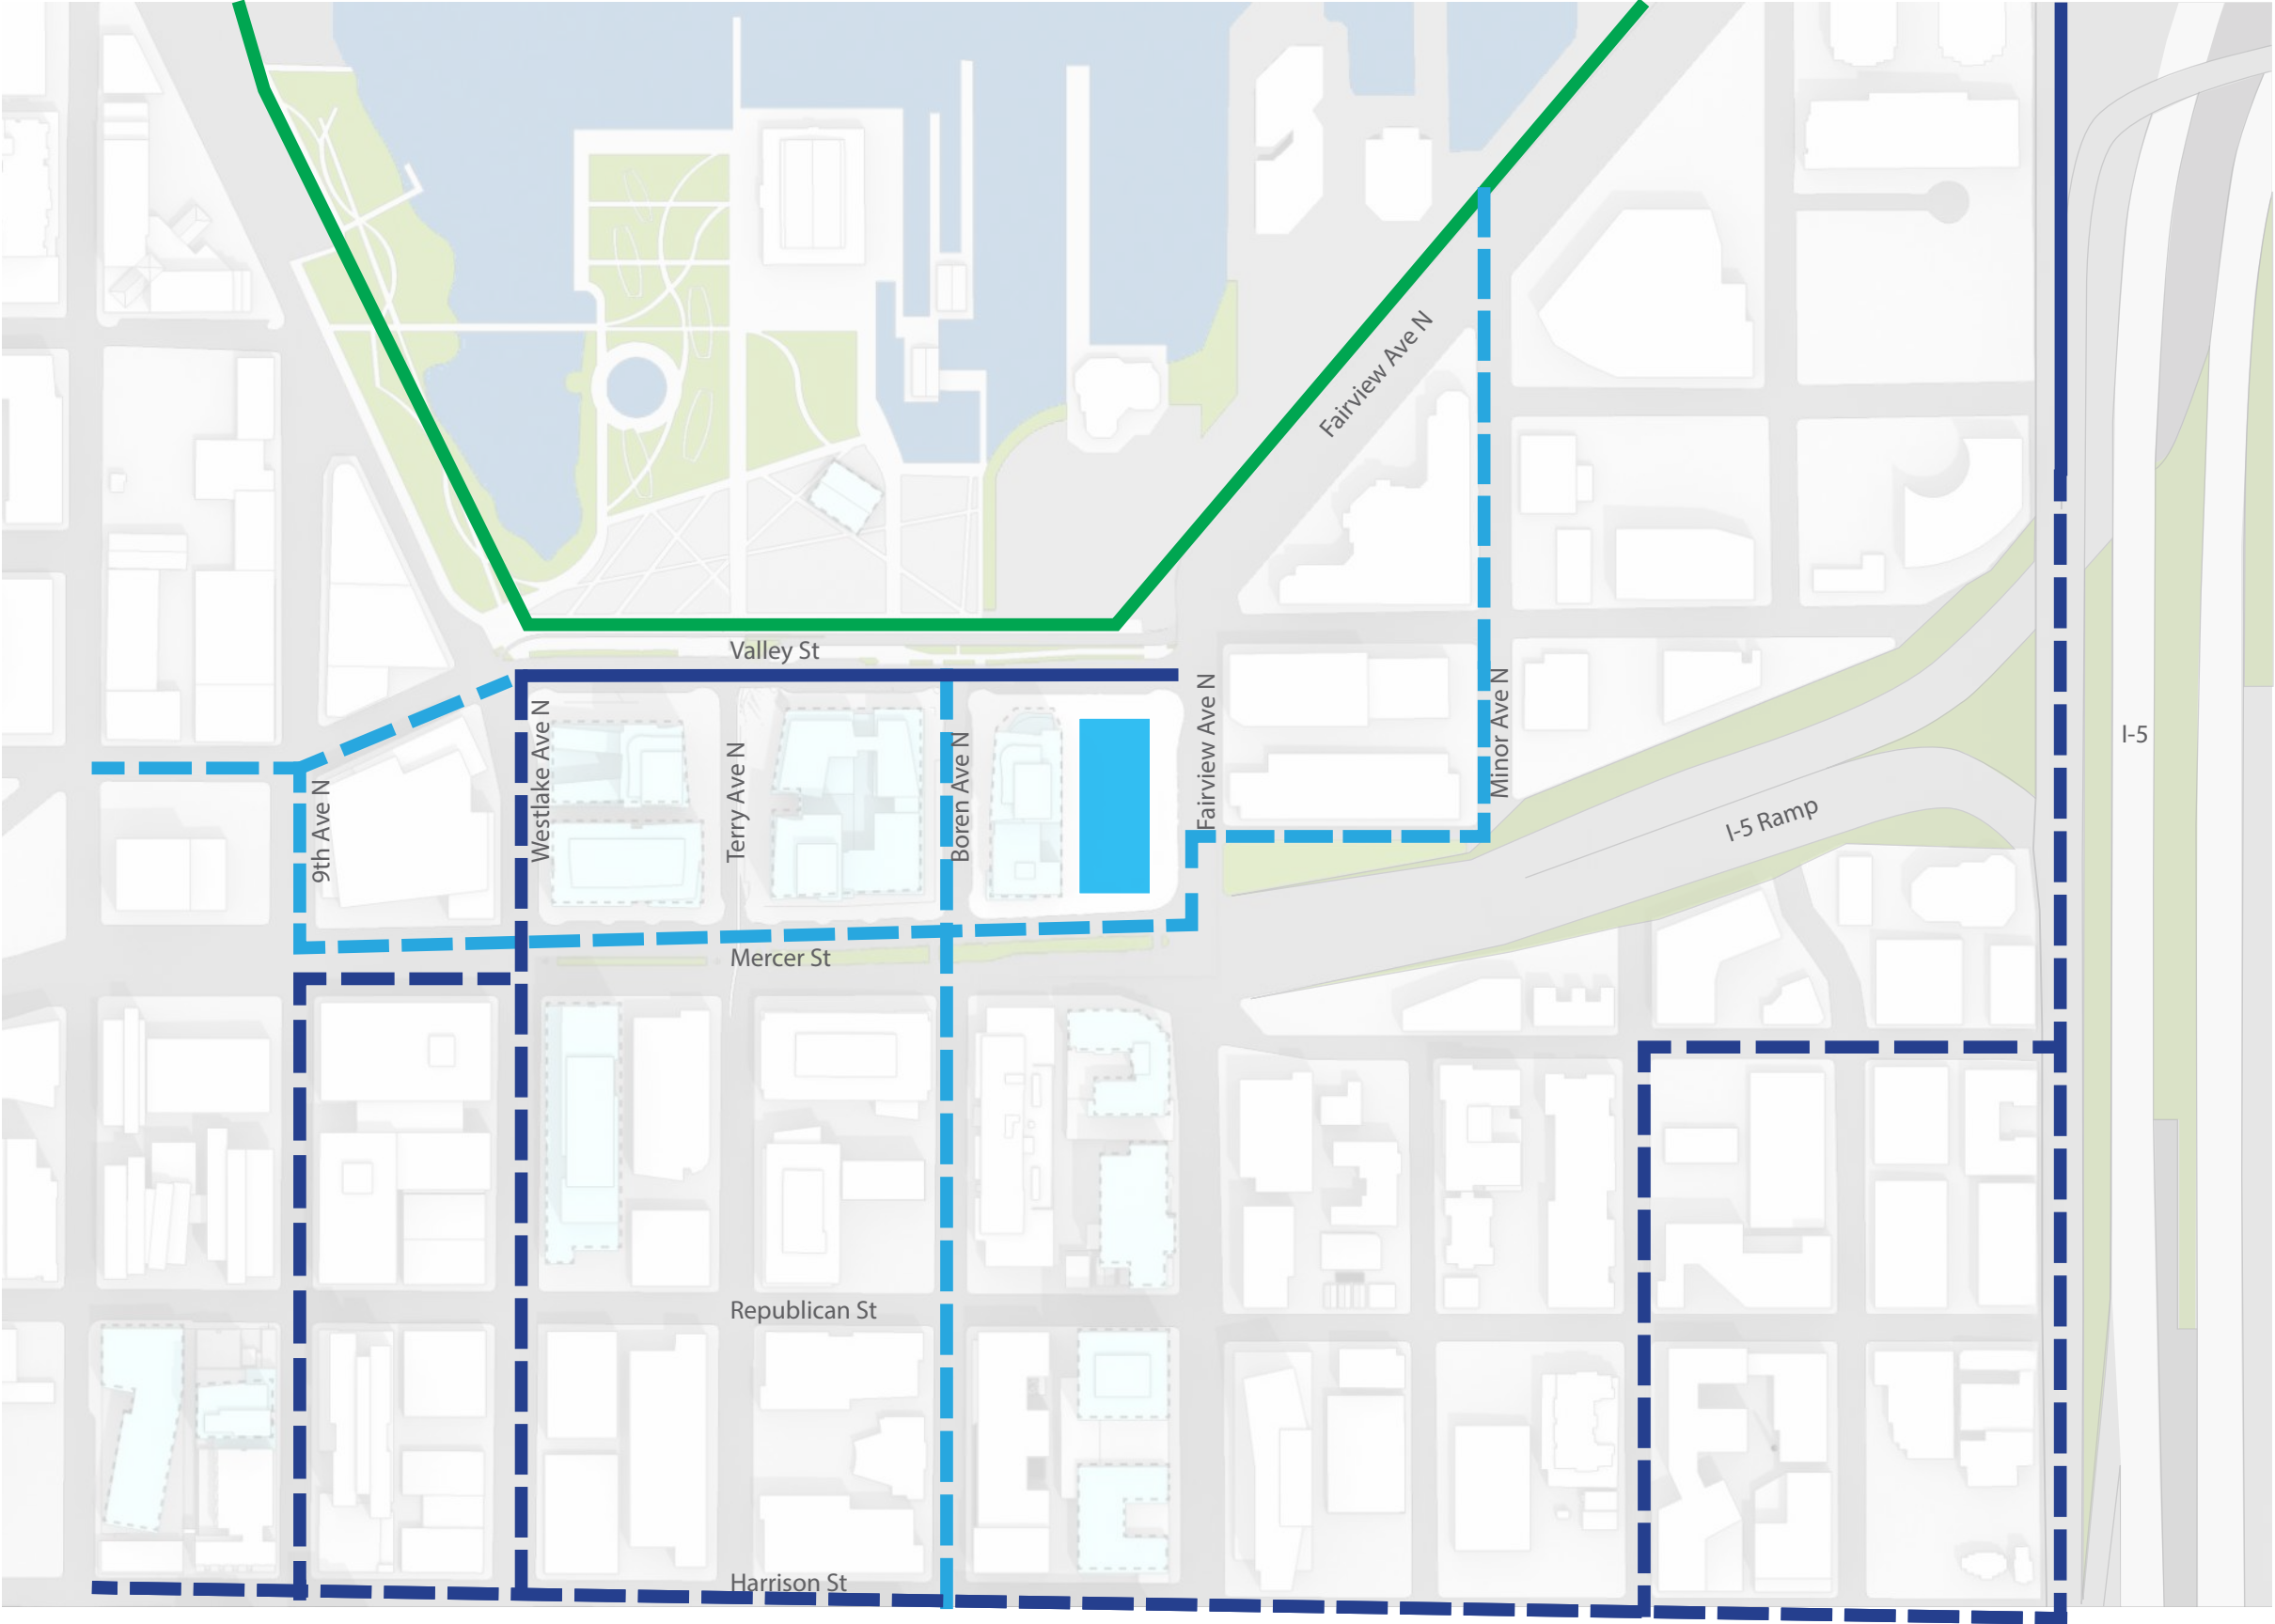 Fairview Ave N
Valley St
Westlake Ave N
Terry Ave N
Boren Ave N
Fairview Ave N
Minor Ave N
I-5
9th Ave N
I-5 Ramp
Mercer St
Republican St
Harrison St